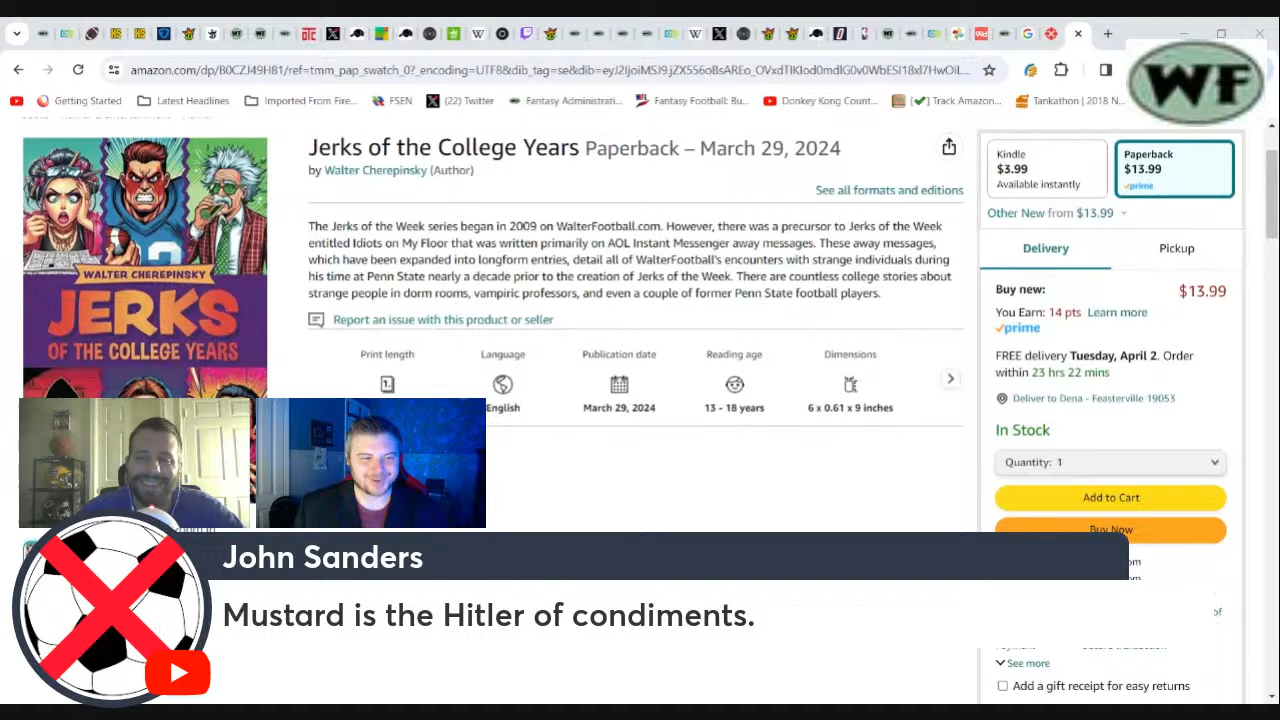 amazon.com/dp/B0CZJ49H81/ref=tmm_pap_swatch_0?_encoding=UTF8&dib_tag=se&dib=
WF
Getting Started
Latest Headlines
Imported From Fire...
FSEN
(22) Twitter
Fantasy Administrati...
Fantasy Football: Bu...
Donkey Kong Count...
[✔] Track Amazon...
Tankathon | 2018 N...
Jerks of the College Years Paperback – March 29, 2024
by Walter Cherepinsky (Author)
See all formats and editions
The Jerks of the Week series began in 2009 on WalterFootball.com. However, there was a precursor to Jerks of the Week
entitled Idiots on My Floor that was written primarily on AOL Instant Messenger away messages. These away messages,
which have been expanded into longform entries, detail all of WalterFootball's encounters with strange individuals during
his time at Penn State nearly a decade prior to the creation of Jerks of the Week. There are countless college stories about
strange people in dorm rooms, vampiric professors, and even a couple of former Penn State football players.
Report an issue with this product or seller
Print length
Language
Publication date
Reading age
Dimensions
English
March 29, 2024
13 - 18 years
6 x 0.61 x 9 inches
WALTER CHEREPINSKY
JERKS
OF THE COLLEGE YEARS
2
Kindle
$3.99
Available instantly
Paperback
$13.99
prime
Other New from $13.99
Delivery
Pickup
Buy new:
$13.99
You Earn: 14 pts Learn more
prime
FREE delivery Tuesday, April 2. Order
within 23 hrs 22 mins
Deliver to Dena - Feasterville 19053
In Stock
Quantity: 1
Add to Cart
Buy Now
om
om
of
See more
Add a gift receipt for easy returns
John Sanders
Mustard is the Hitler of condiments.